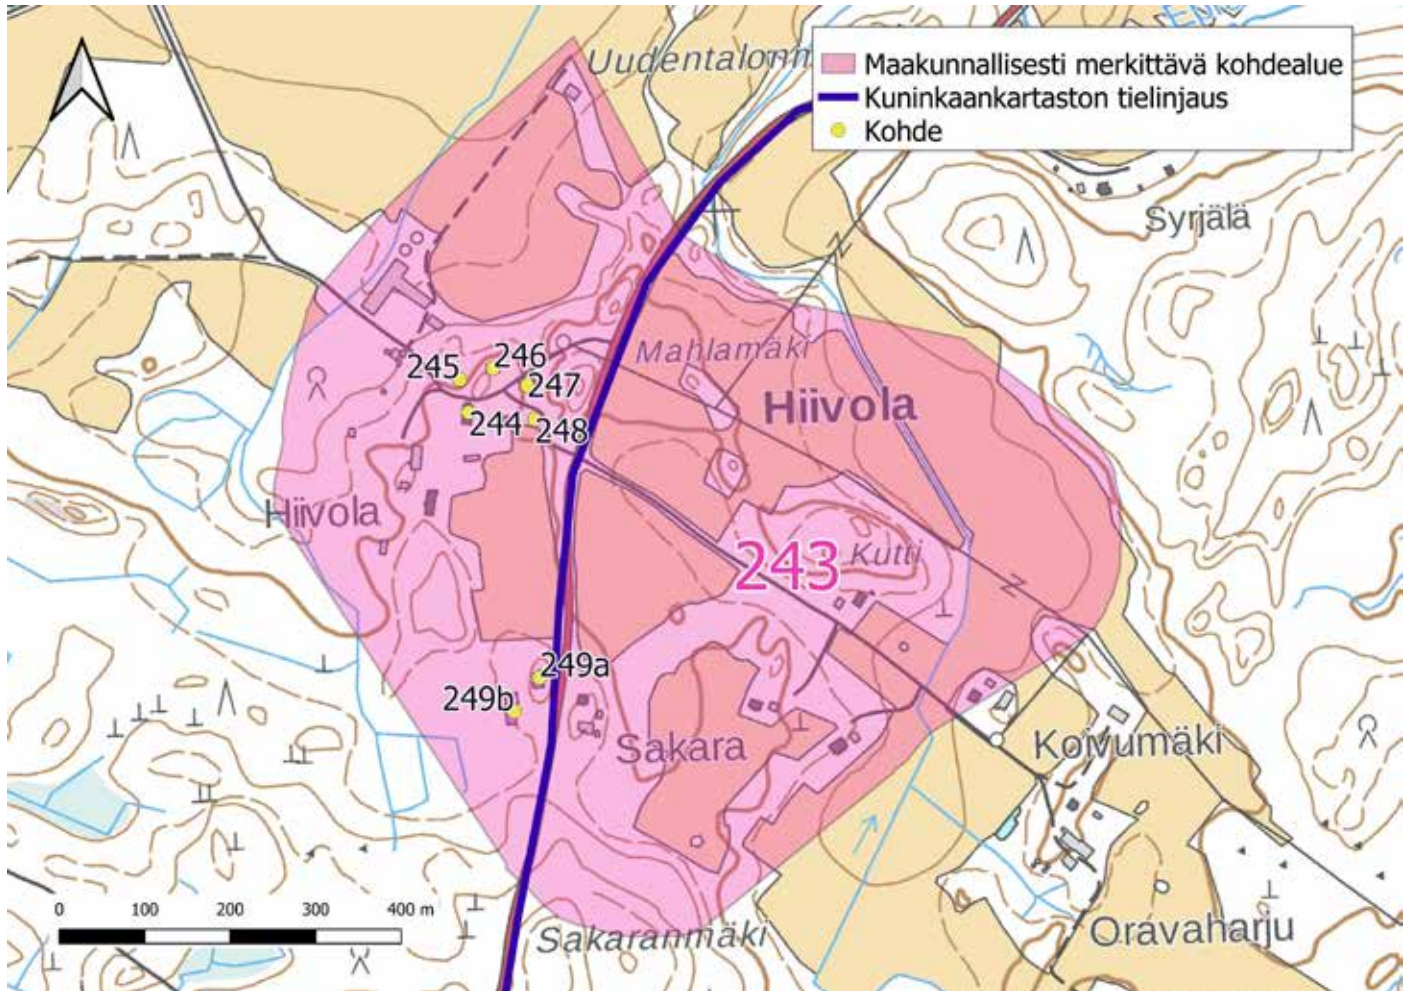 Uudentalonm
Maakunnallisesti merkittävä kohdealue
Kuninkaankartaston tielinjaus
Kohde
Syrjälä
Mahlamäki
245
246
247
Hiivola
244
248
Hiivola
243
Kutti
249a
249b
Sakara
Koivumäki
0 100 200 300 400 m
Sakaranmäki
Oravaharju